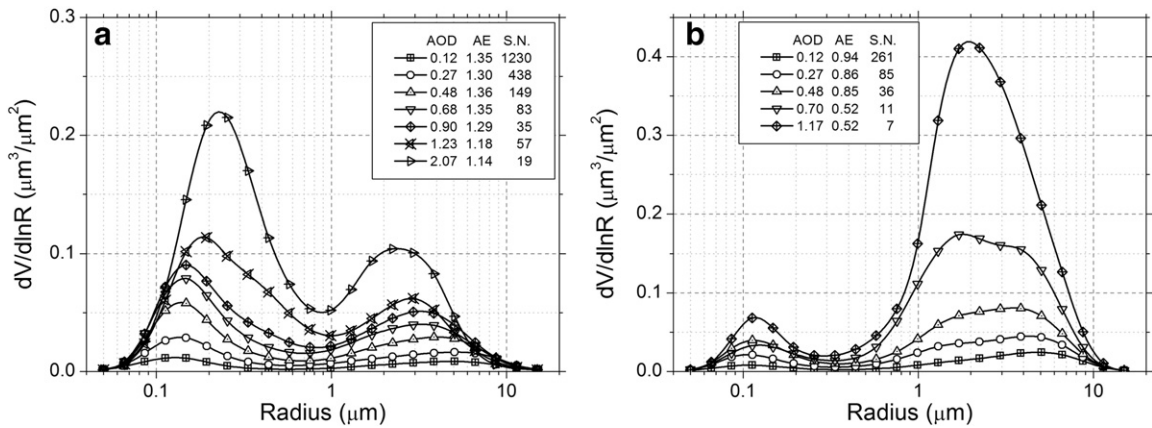 a
AOD AE S.N.
0.12 1.35 1230
0.27 1.30 438
0.48 1.36 149
0.68 1.35 83
0.90 1.29 35
1.23 1.18 57
2.07 1.14 19
0.3
0.2
0.1
0.0
dV/dlnR (μm³/μm²)
0.1 1 10
Radius (μm)
b
AOD AE S.N.
0.12 0.94 261
0.27 0.86 85
0.48 0.85 36
0.70 0.52 11
1.17 0.52 7
0.4
0.3
0.2
0.1
0.0
dV/dlnR (μm³/μm²)
0.1 1 10
Radius (μm)